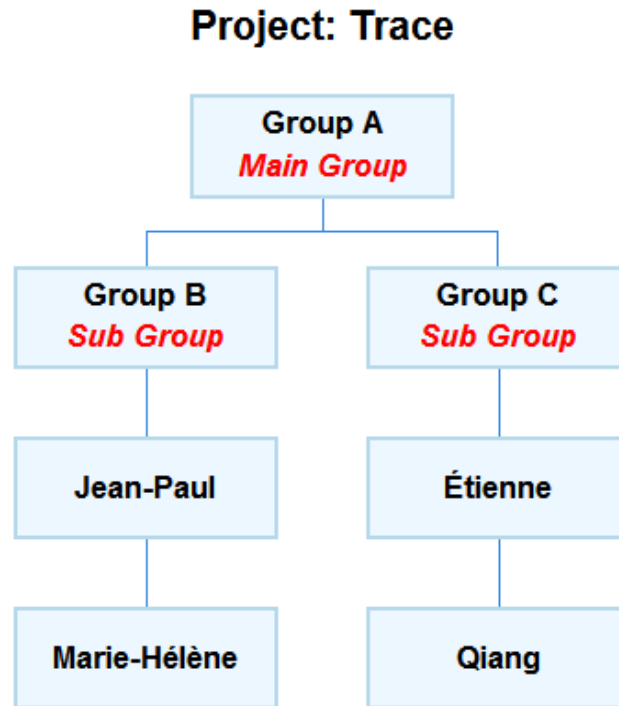 Project: Trace
Group A
Main Group
Group B
Sub Group
Group C
Sub Group
Jean-Paul
Étienne
Marie-Hélène
Qiang